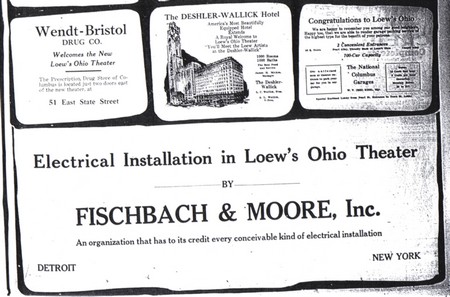 Wendt-Bristol
DRUG CO.
Welcomes the New
Loew's Ohio Theater
The Prescription Drug Store of Co-
lumbus is located just two doors east
of the new theater, at
51 East State Street
The DESHLER-WALLICK Hotel
America's Most Beautifully
Equipped Hotel
Extends
A Royal Welcome to
Loew's Ohio Theater
"You'll Meet the Loew Artists
at the Deshler-Wallick"
1000 Rooms
1000 Baths
The Deshler-
Wallick
Congratulations to Loew's Ohio
2 Convenient Entrances
The National
Columbus
Garages
Electrical Installation in Loew's Ohio Theater
BY
FISCHBACH & MOORE, Inc.
An organization that has to its credit every conceivable kind of electrical installation
DETROIT
NEW YORK